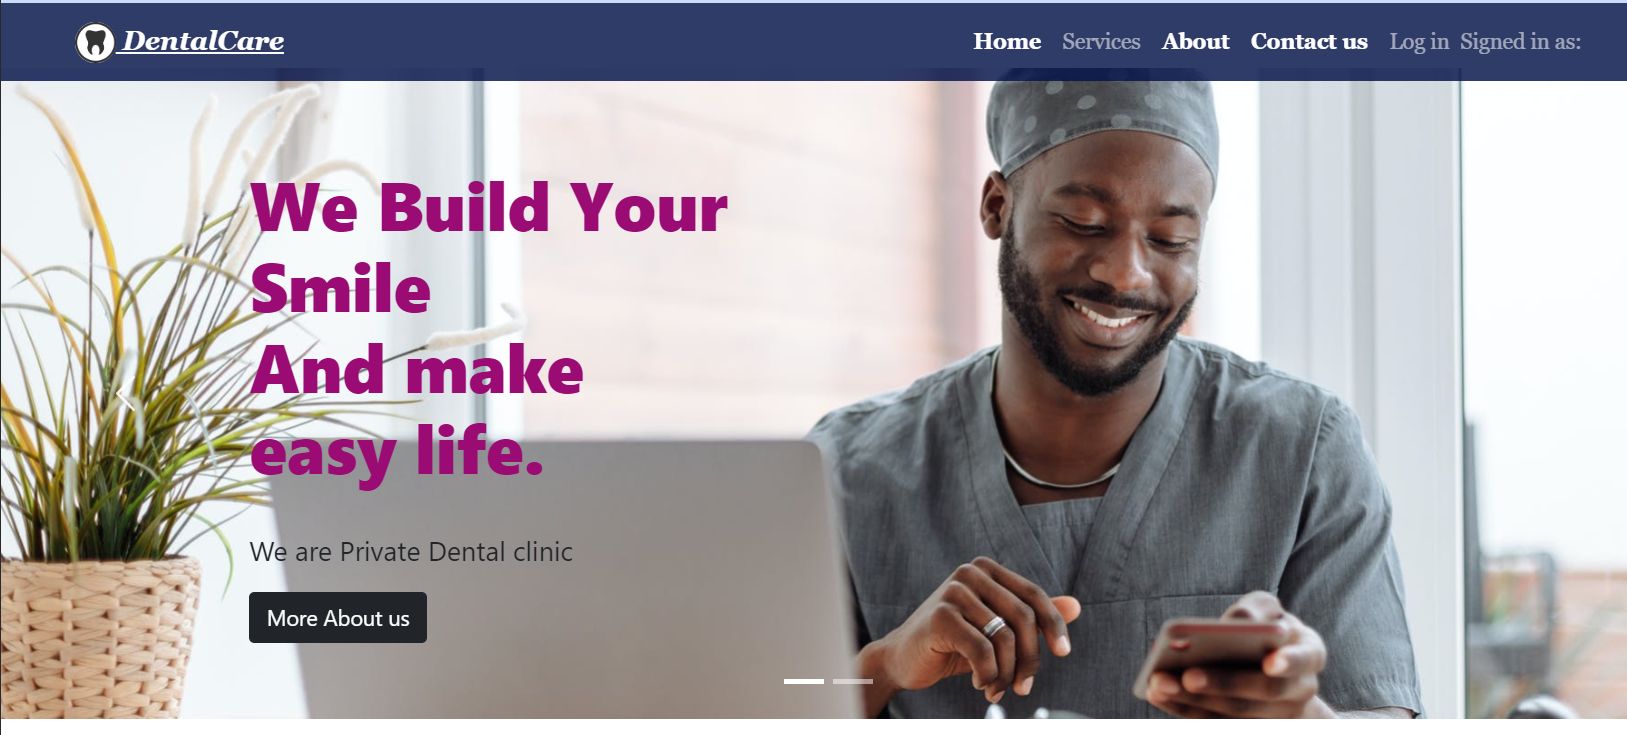 DentalCare
Home Services About Contact us Log in Signed in as:
We Build Your
Smile
And make
easy life.
We are Private Dental clinic
More About us